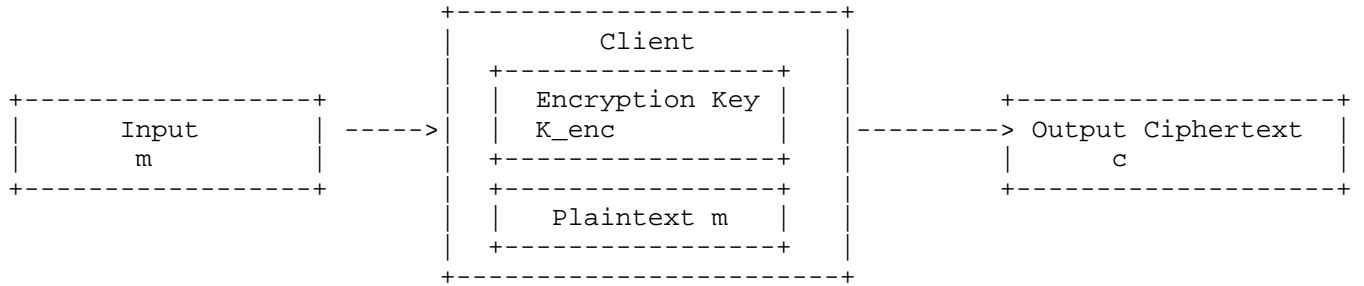 Client
Encryption Key
Input
K_enc
Output Ciphertext
m
c
Plaintext m